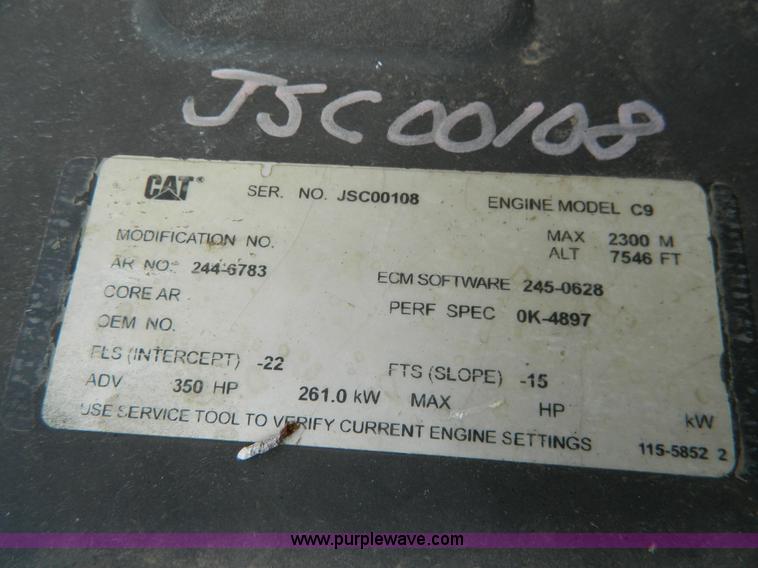 JSC00108
CAT® SER. NO. JSC00108 ENGINE MODEL C9
MODIFICATION NO. MAX 2300 M
ALT 7546 FT
AR NO. 244-6783 ECM SOFTWARE 245-0628
CORE AR PERF SPEC 0K-4897
OEM NO.
FLS (INTERCEPT) -22 FTS (SLOPE) -15
ADV 350 HP 261.0 kW MAX HP kW
USE SERVICE TOOL TO VERIFY CURRENT ENGINE SETTINGS 115-5852 2
www.purplewave.com